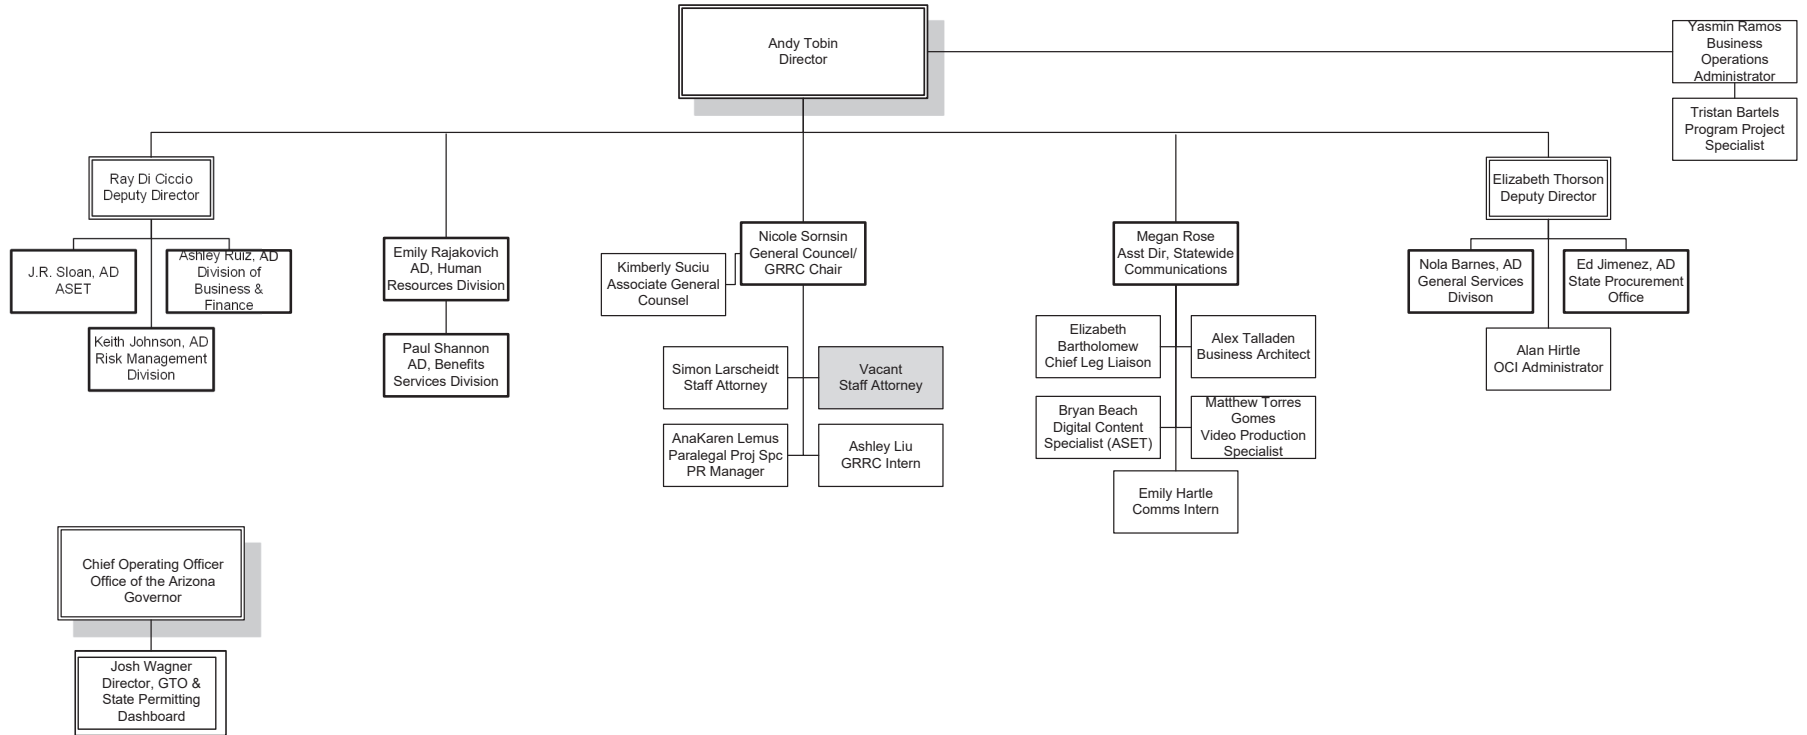 Andy Tobin
Director
Yasmin Ramos
Business
Operations
Administrator
Tristan Bartels
Program Project
Specialist
Ray Di Ciccio
Deputy Director
Elizabeth Thorson
Deputy Director
J.R. Sloan, AD
ASET
Ashley Ruiz, AD
Division of
Business &
Finance
Keith Johnson, AD
Risk Management
Division
Emily Rajakovich
AD, Human
Resources Division
Paul Shannon
AD, Benefits
Services Division
Nicole Sornsin
General Councel/
GRRC Chair
Kimberly Suciu
Associate General
Counsel
Simon Larscheidt
Staff Attorney
Vacant
Staff Attorney
AnaKaren Lemus
Paralegal Proj Spc
PR Manager
Ashley Liu
GRRC Intern
Megan Rose
Asst Dir, Statewide
Communications
Elizabeth
Bartholomew
Chief Leg Liaison
Alex Talladen
Business Architect
Bryan Beach
Digital Content
Specialist (ASET)
Matthew Torres
Gomes
Video Production
Specialist
Emily Hartle
Comms Intern
Nola Barnes, AD
General Services
Divison
Ed Jimenez, AD
State Procurement
Office
Alan Hirtle
OCI Administrator
Chief Operating Officer
Office of the Arizona
Governor
Josh Wagner
Director, GTO &
State Permitting
Dashboard